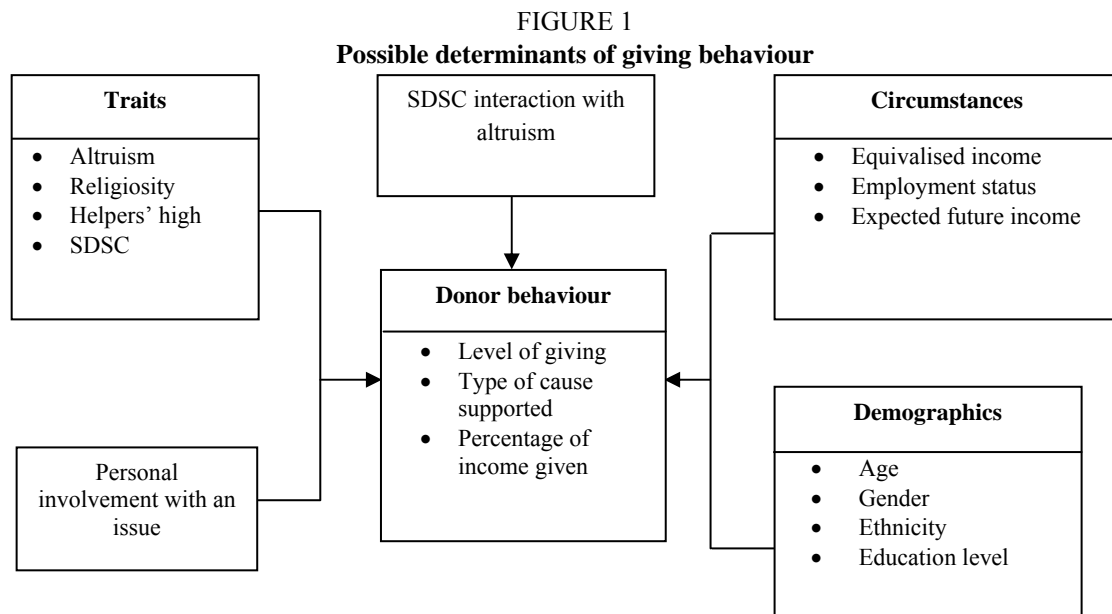 FIGURE 1
Possible determinants of giving behaviour
Traits
• Altruism
• Religiosity
• Helpers’ high
• SDSC
SDSC interaction with
altruism
Circumstances
• Equivalised income
• Employment status
• Expected future income
Donor behaviour
• Level of giving
• Type of cause
supported
• Percentage of
income given
Personal
involvement with an
issue
Demographics
• Age
• Gender
• Ethnicity
• Education level